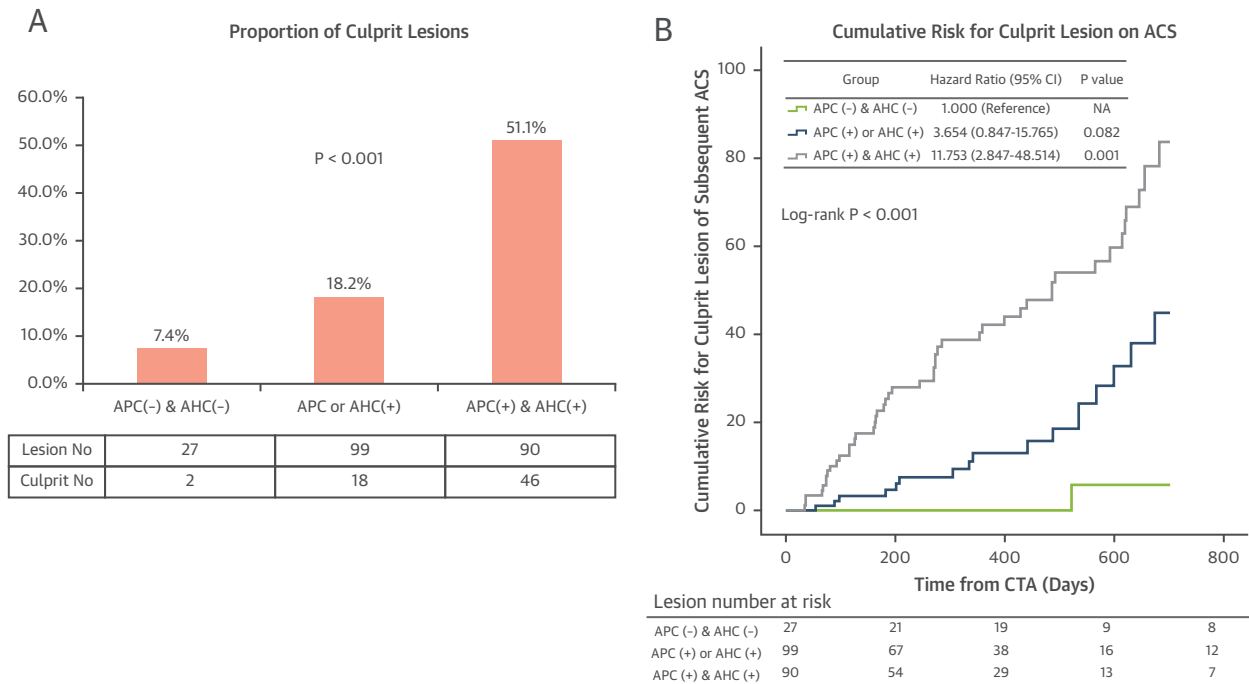 A
Proportion of Culprit Lesions
60.0%
50.0%
40.0%
30.0%
20.0%
10.0%
0.0%
7.4%
18.2%
51.1%
P < 0.001
APC(-) & AHC(-) APC or AHC(+) APC(+) & AHC(+)
Lesion No 27 99 90
Culprit No 2 18 46
B
Cumulative Risk for Culprit Lesion on ACS
Cumulative Risk for Culprit Lesion of Subsequent ACS
100
80
60
40
20
0
Group Hazard Ratio (95% CI) P value
APC (-) & AHC (-) 1.000 (Reference) NA
APC (+) or AHC (+) 3.654 (0.847-15.765) 0.082
APC (+) & AHC (+) 11.753 (2.847-48.514) 0.001
Log-rank P < 0.001
0 200 400 600 800
Time from CTA (Days)
Lesion number at risk
APC (-) & AHC (-) 27 21 19 9 8
APC (+) or AHC (+) 99 67 38 16 12
APC (+) & AHC (+) 90 54 29 13 7